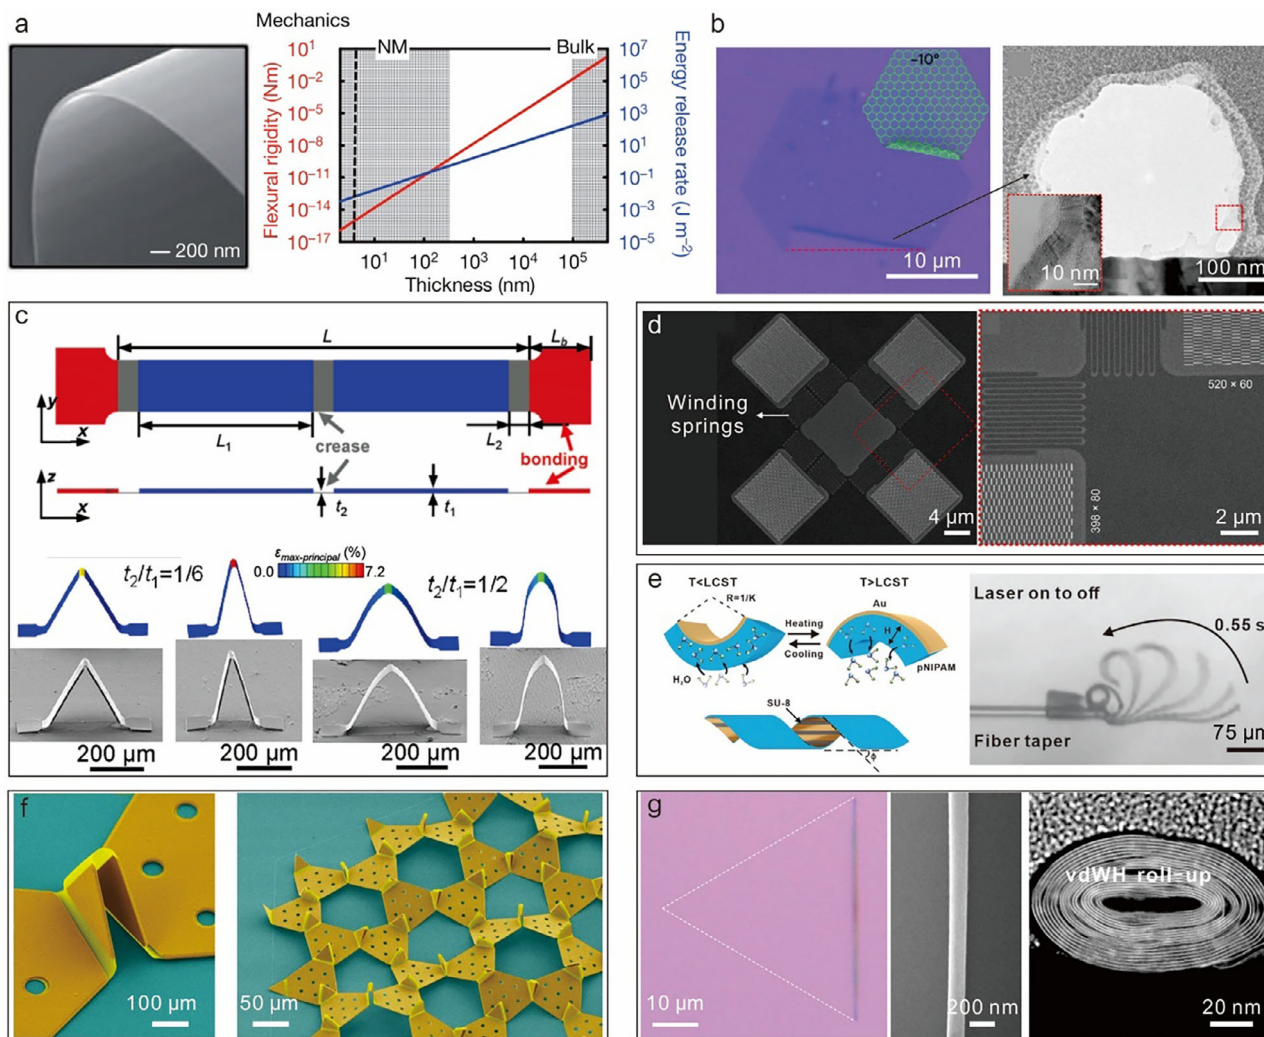 a
Mechanics
NM
Bulk
Flexural rigidity (Nm)
10¹
10⁻²
10⁻⁵
10⁻⁸
10⁻¹¹
10⁻¹⁴
10⁻¹⁷
10⁷
10⁵
10³
10¹
10⁻¹
10⁻³
10⁻⁵
Energy release rate (J m⁻²)
10¹
10²
10³
10⁴
10⁵
Thickness (nm)
200 nm
b
~10°
10 μm
10 nm
100 nm
c
L
L_b
y
x
L₁
L₂
crease
bonding
z
x
t₂
t₁
ε_max-principal (%)
0.0
7.2
t₂/t₁=1/6
t₂/t₁=1/2
200 μm
200 μm
200 μm
200 μm
d
Winding
springs
4 μm
520 × 60
398 × 80
2 μm
e
T<LCST
T>LCST
R=1/K
Au
Heating
Cooling
H
pNIPAM
H₂O
SU-8
ϕ
Laser on to off
0.55 s
Fiber taper
75 μm
f
100 μm
50 μm
g
10 μm
200 nm
vdWH roll-up
20 nm